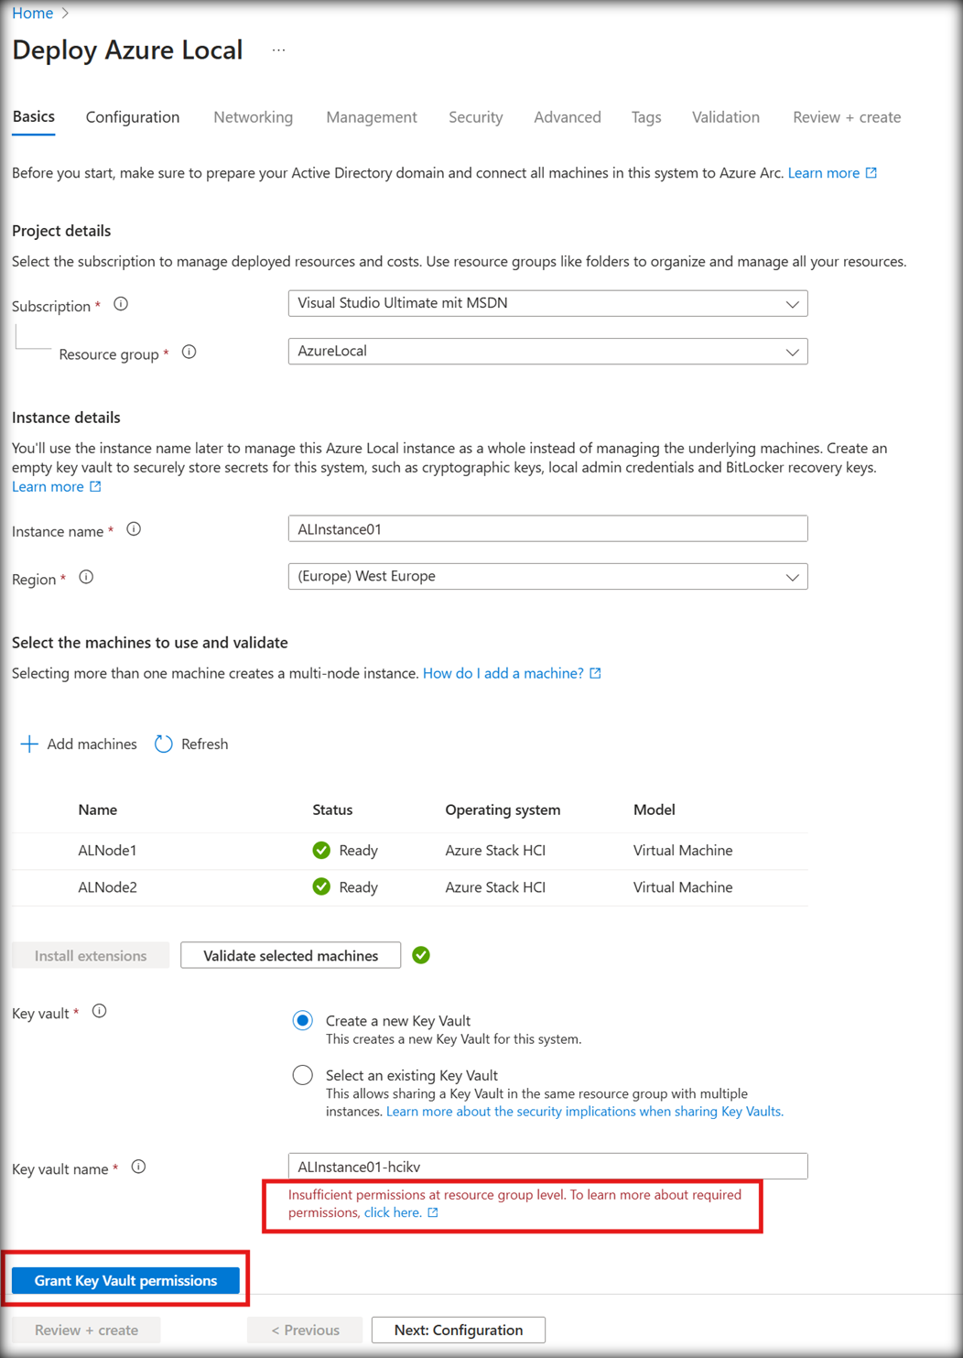 Home >
Deploy Azure Local ...
Basics Configuration Networking Management Security Advanced Tags Validation Review + create
Before you start, make sure to prepare your Active Directory domain and connect all machines in this system to Azure Arc. Learn more
Project details
Select the subscription to manage deployed resources and costs. Use resource groups like folders to organize and manage all your resources.
Subscription * Visual Studio Ultimate mit MSDN
Resource group * AzureLocal
Instance details
You'll use the instance name later to manage this Azure Local instance as a whole instead of managing the underlying machines. Create an
empty key vault to securely store secrets for this system, such as cryptographic keys, local admin credentials and BitLocker recovery keys.
Learn more
Instance name * ALInstance01
Region * (Europe) West Europe
Select the machines to use and validate
Selecting more than one machine creates a multi-node instance. How do I add a machine?
Add machines Refresh
Name Status Operating system Model
ALNode1 Ready Azure Stack HCI Virtual Machine
ALNode2 Ready Azure Stack HCI Virtual Machine
Install extensions Validate selected machines
Key vault * Create a new Key Vault
This creates a new Key Vault for this system.
Select an existing Key Vault
This allows sharing a Key Vault in the same resource group with multiple
instances. Learn more about the security implications when sharing Key Vaults.
Key vault name * ALInstance01-hcikv
Insufficient permissions at resource group level. To learn more about required
permissions, click here.
Grant Key Vault permissions
Review + create < Previous Next: Configuration